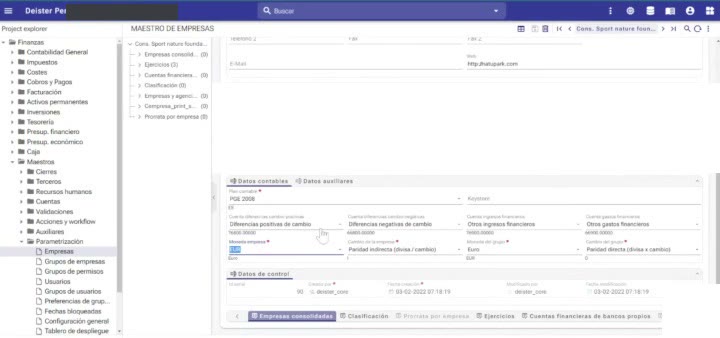 Deister Per
Buscar
Project explorer
MAESTRO DE EMPRESAS
Cons. Sport nature foun...
Finanzas
Contabilidad General
Impuestos
Costes
Cobros y Pagos
Facturación
Activos permanentes
Inversiones
Tesorería
Presup. financiero
Presup. económico
Caja
Maestros
Cierres
Terceros
Recursos humanos
Cuentas
Validaciones
Acciones y workflow
Auxiliares
Parametrización
Empresas
Grupos de empresas
Grupos de permisos
Usuarios
Grupos de usuarios
Preferencias de grup...
Fechas bloqueadas
Configuración general
Tablero de despliegue
Cons. Sport nature founda...
Empresas consolid... (0)
Ejercicios (3)
Cuentas financiera... (0)
Clasificación (0)
Empresas y agenci... (0)
Cempresa_print_s... (0)
Prorrata por empresa (0)
Teléfono 2 Fax Fax 2
E-Mail
Web
http://natupark.com
Datos contables Datos auxiliares
Plan contable *
PGE 2008
ES
Cuenta diferencias cambio positivas Cuenta diferencias cambio negativas Cuenta ingresos financieros Cuenta gastos financieros
Diferencias positivas de cambio Diferencias negativas de cambio Otros ingresos financieros Otros gastos financieros
76800.00000 66800.00000 76900.00000 66900.00000
Moneda empresa * Cambio de la empresa * Moneda del grupo * Cambio del grupo *
EUR Paridad indirecta (divisa / cambio) Euro Paridad directa (divisa x cambio)
Euro EUR
Datos de control
Creado por Fecha creación Modificado por Fecha modificación
90 deister_core 03-02-2022 07:18:19 deister_core 03-02-2022 07:18:19
Empresas consolidadas Clasificación Prorrata por empresa Ejercicios Cuentas financieras de bancos propios